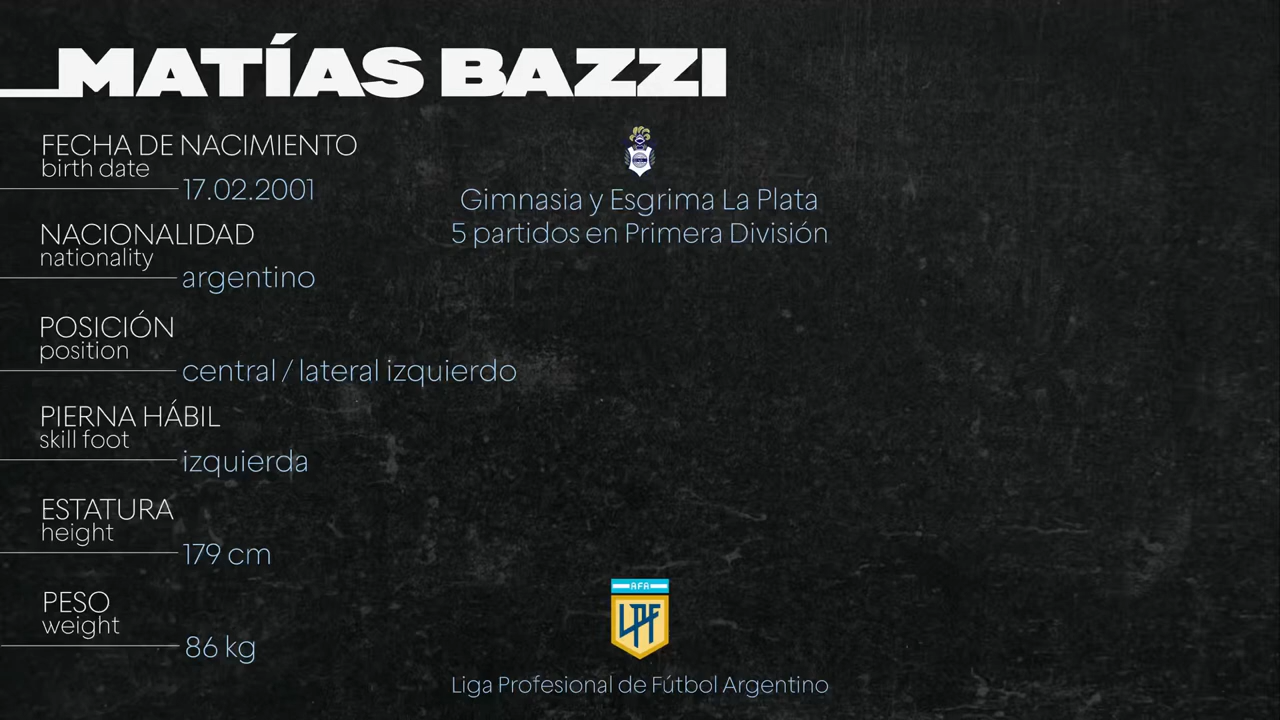 MATÍAS BAZZI
FECHA DE NACIMIENTO
birth date
17.02.2001
NACIONALIDAD
nationality
argentino
POSICIÓN
position
central / lateral izquierdo
PIERNA HÁBIL
skill foot
izquierda
ESTATURA
height
179 cm
PESO
weight
86 kg
Gimnasia y Esgrima La Plata
5 partidos en Primera División
AFA
LPF
Liga Profesional de Fútbol Argentino